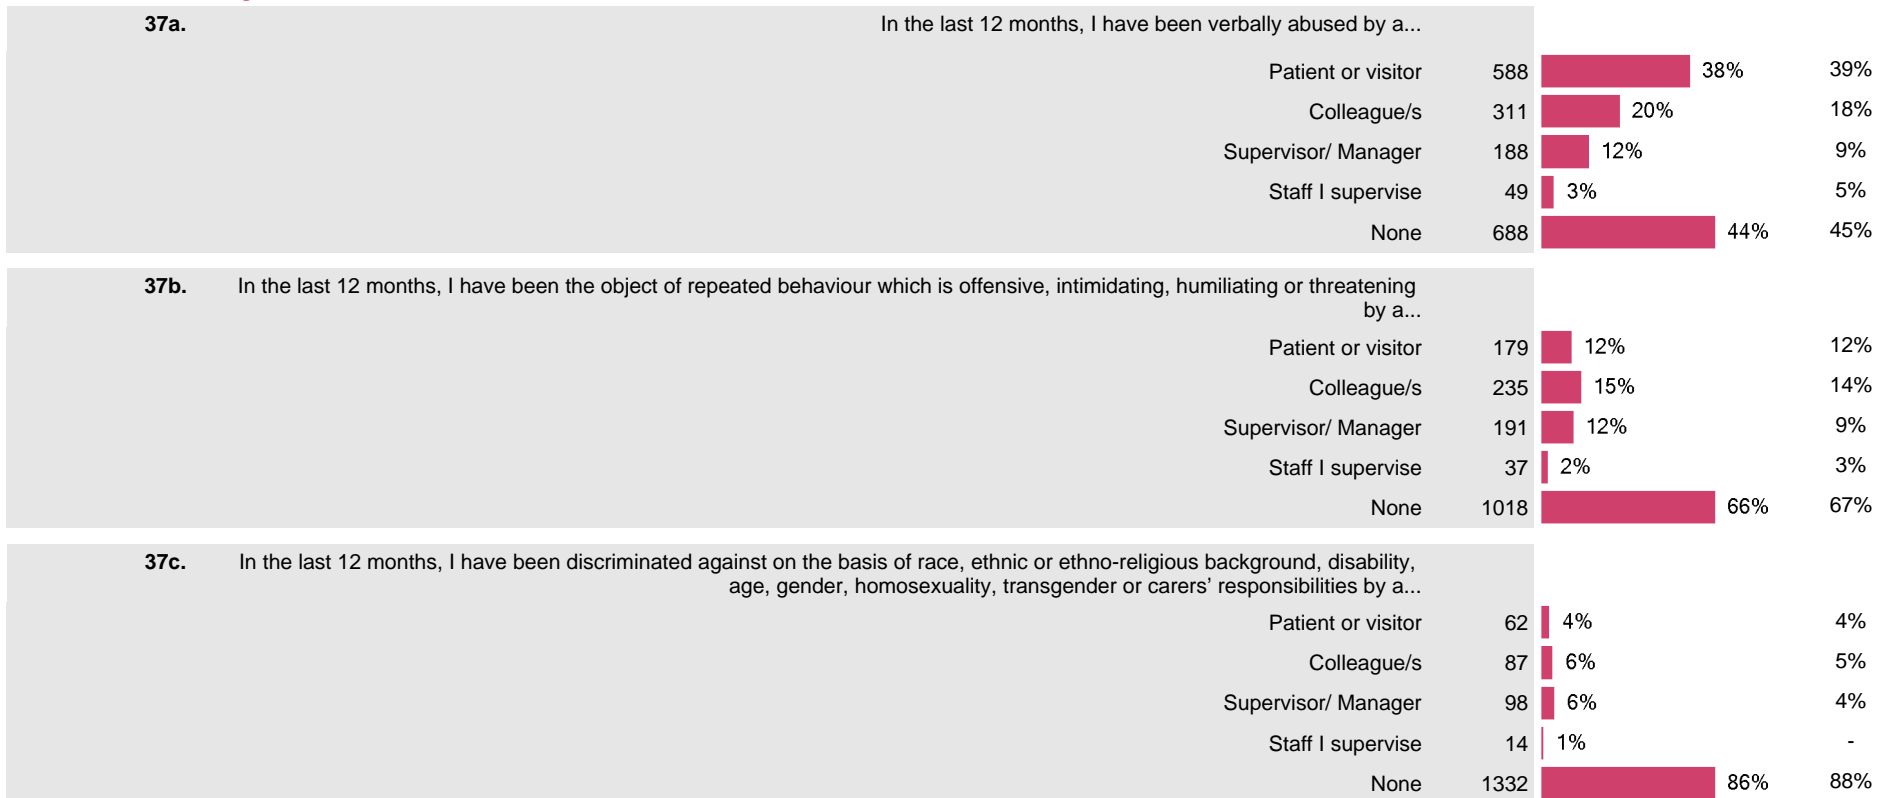 37a. In the last 12 months, I have been verbally abused by a...
Patient or visitor 588 38% 39%
Colleague/s 311 20% 18%
Supervisor/ Manager 188 12% 9%
Staff I supervise 49 3% 5%
None 688 44% 45%
37b. In the last 12 months, I have been the object of repeated behaviour which is offensive, intimidating, humiliating or threatening
by a...
Patient or visitor 179 12% 12%
Colleague/s 235 15% 14%
Supervisor/ Manager 191 12% 9%
Staff I supervise 37 2% 3%
None 1018 66% 67%
37c. In the last 12 months, I have been discriminated against on the basis of race, ethnic or ethno-religious background, disability,
age, gender, homosexuality, transgender or carers’ responsibilities by a...
Patient or visitor 62 4% 4%
Colleague/s 87 6% 5%
Supervisor/ Manager 98 6% 4%
Staff I supervise 14 1% -
None 1332 86% 88%